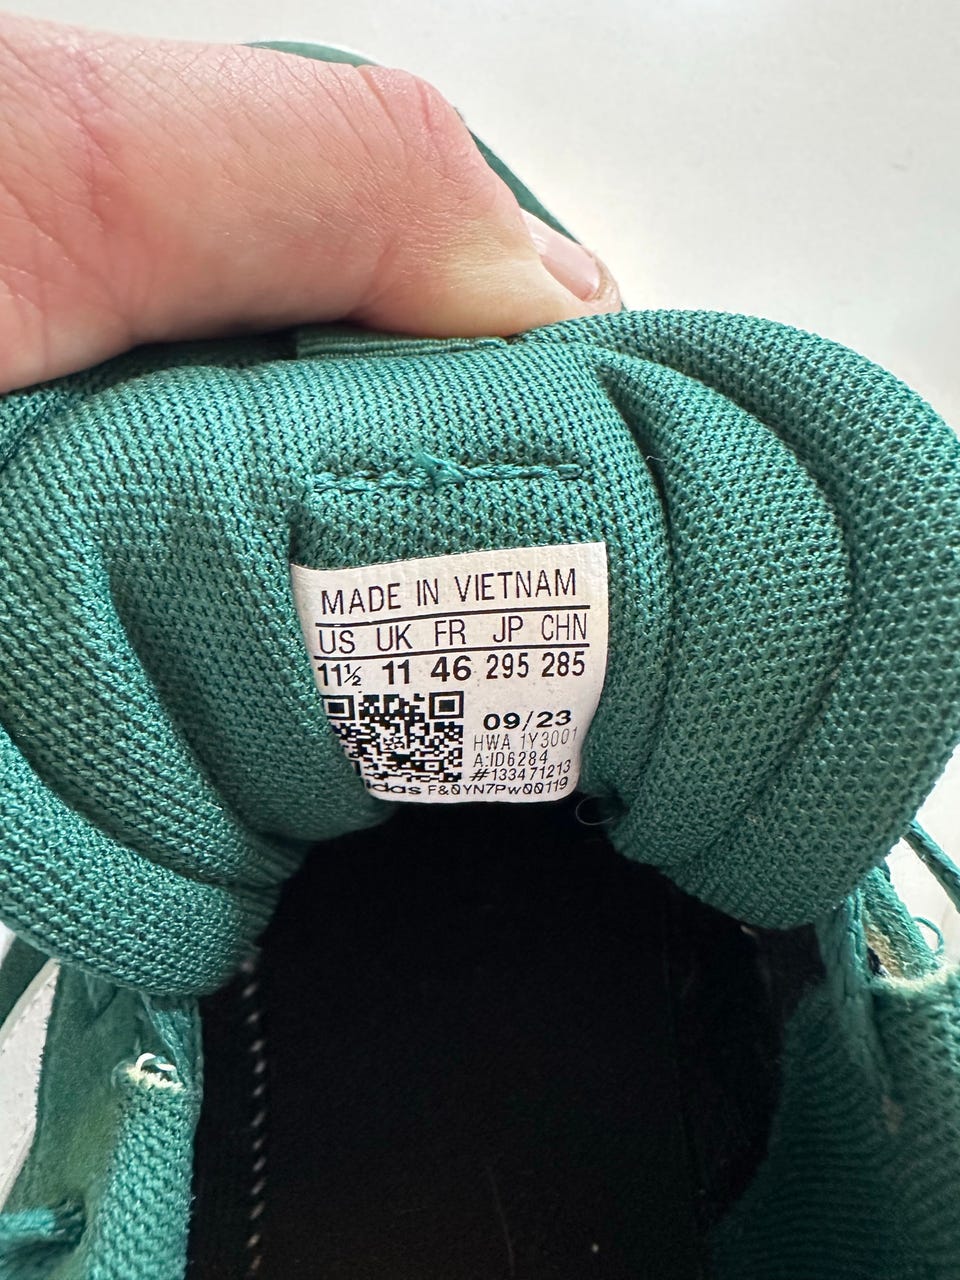 MADE IN VIETNAM
US UK FR JP CHN
11½ 11 46 295 285
09/23
HWA 1Y3001
A:ID6284
#133471213
idas F&0YN7Pw00119